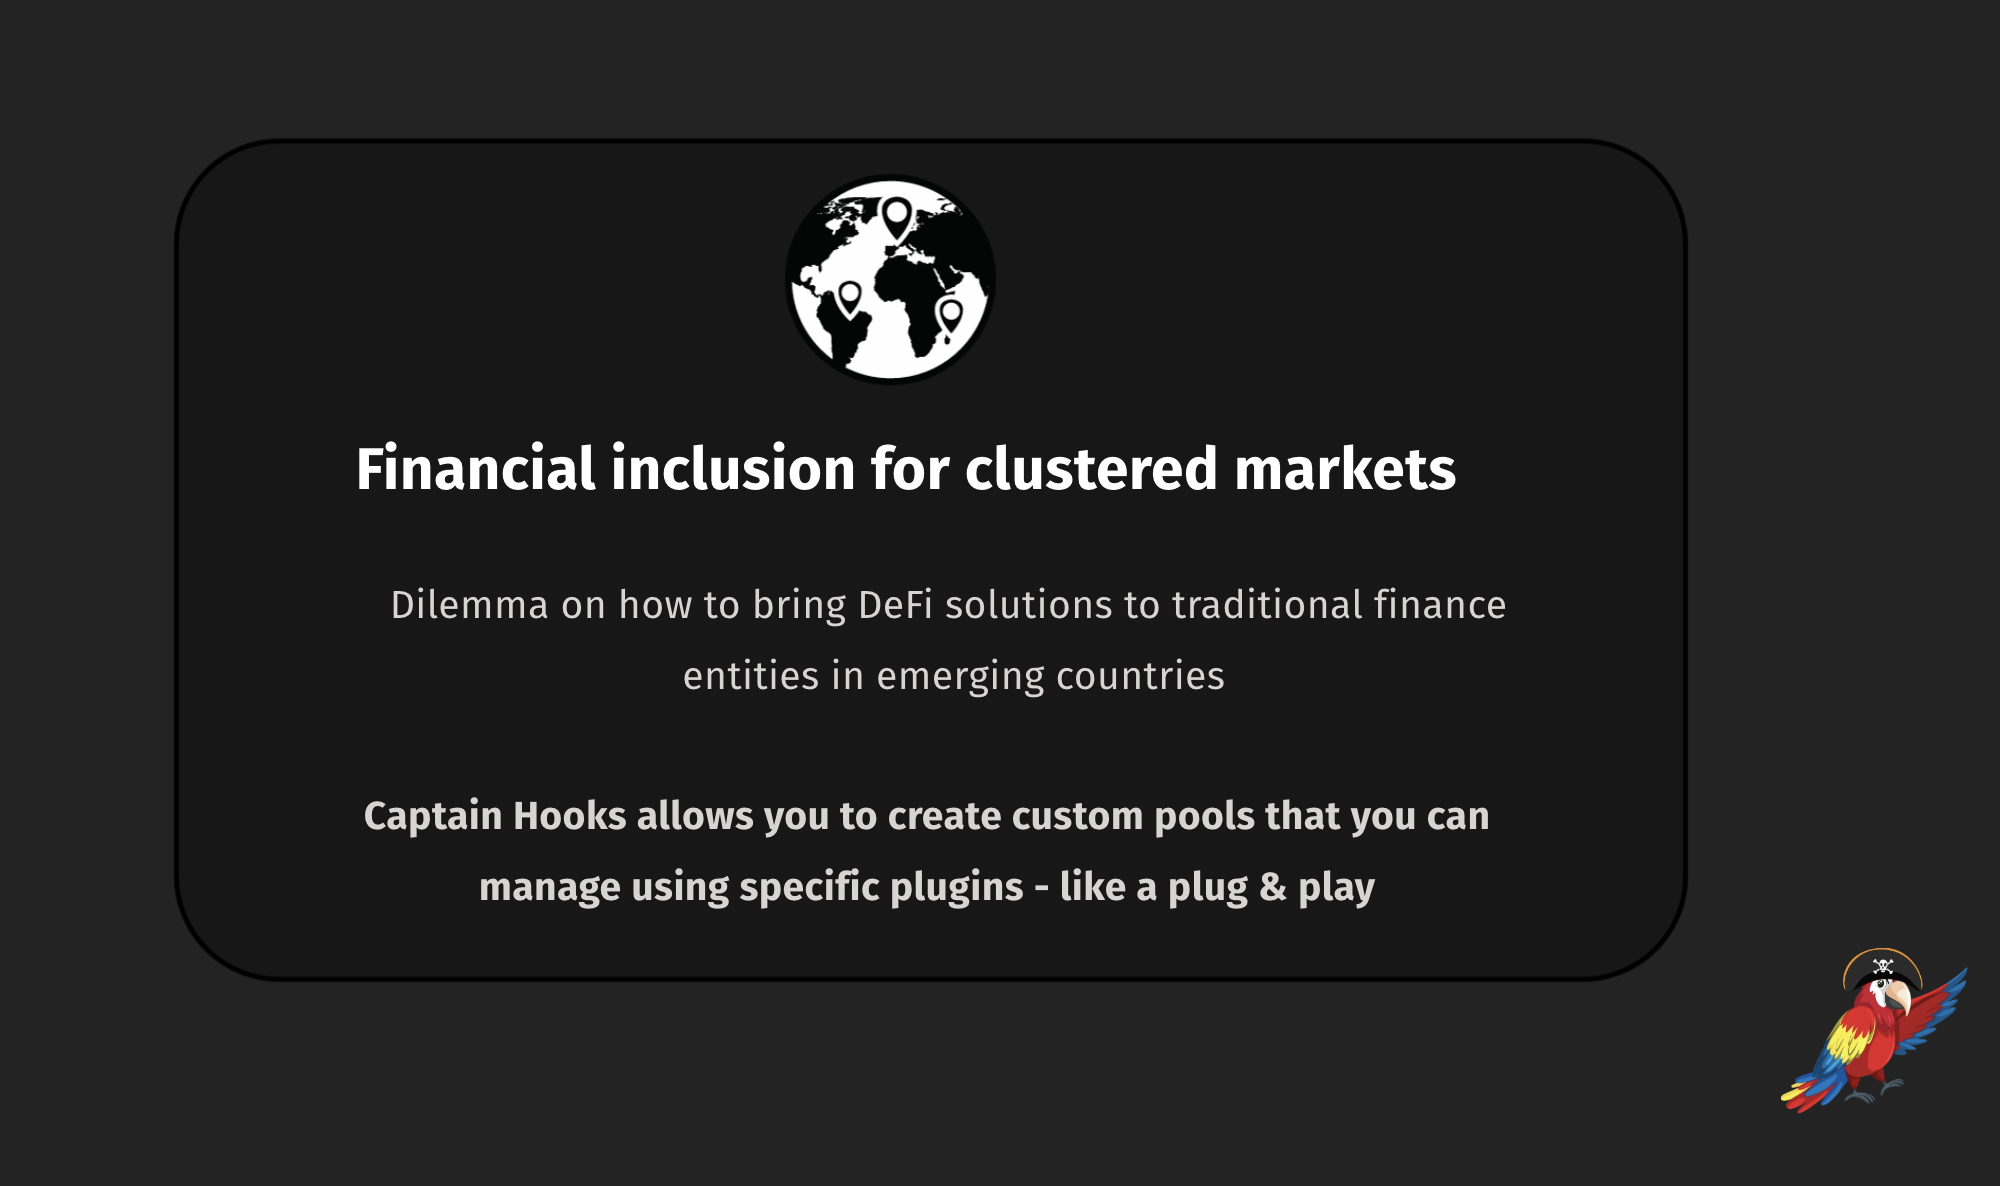 Financial inclusion for clustered markets
Dilemma on how to bring DeFi solutions to traditional finance
entities in emerging countries
Captain Hooks allows you to create custom pools that you can
manage using specific plugins - like a plug & play